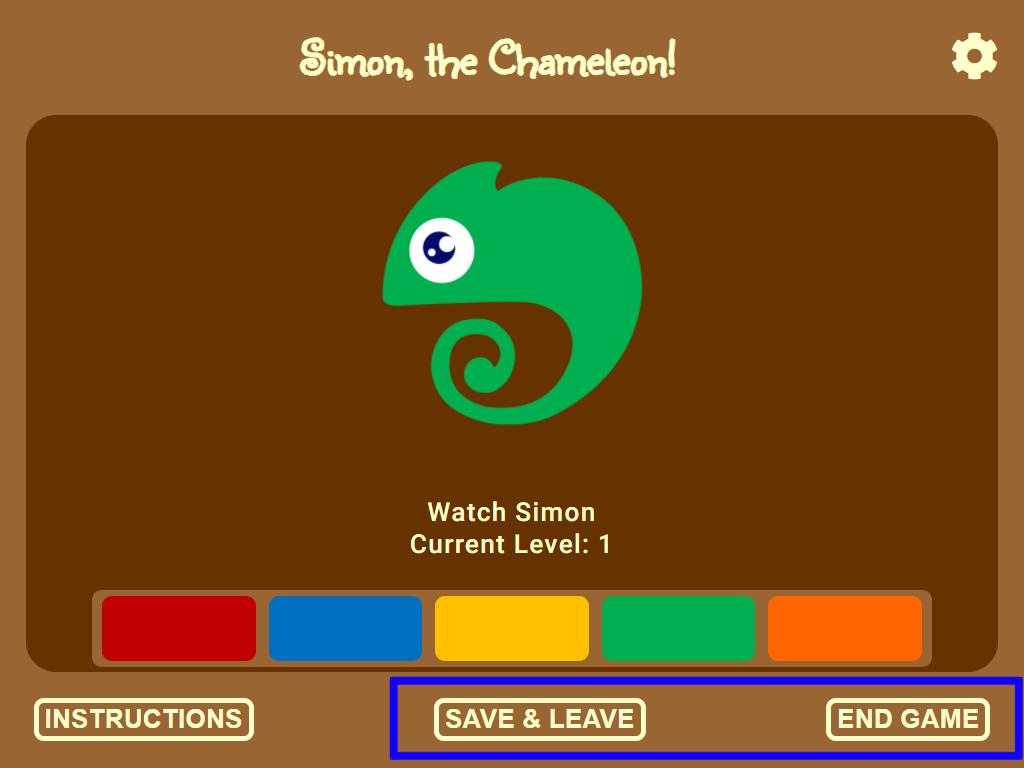 Simon, the Chameleon!
Watch Simon
Current Level: 1
INSTRUCTIONS
SAVE & LEAVE
END GAME